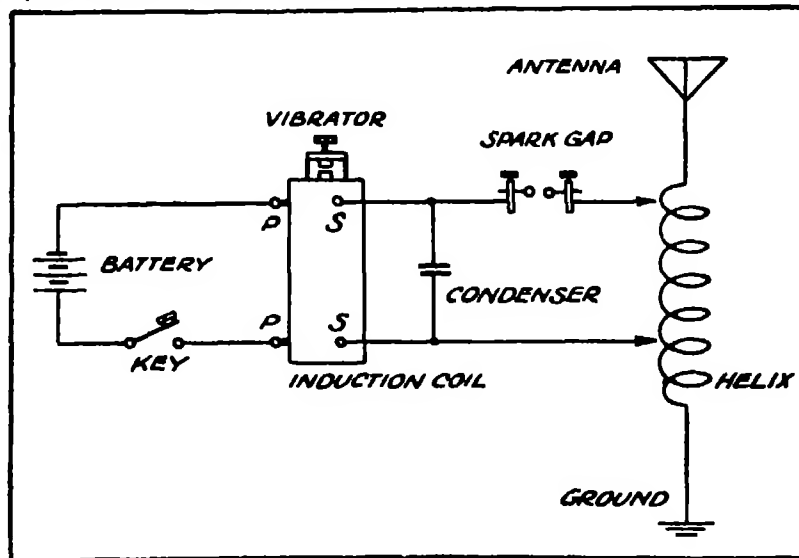 ANTENNA
VIBRATOR
SPARK GAP
P
S
BATTERY
CONDENSER
P
S
KEY
INDUCTION COIL
HELIX
GROUND